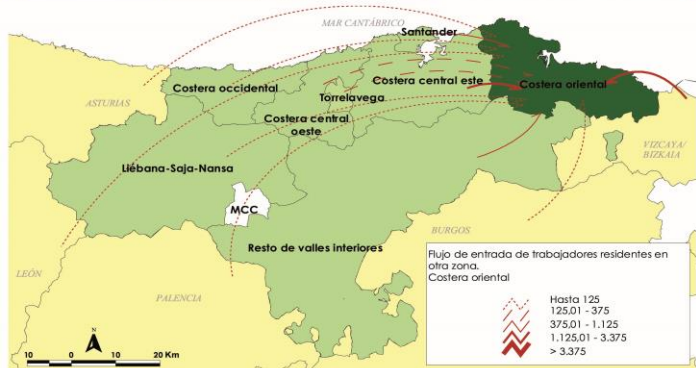 MAR CANTÁBRICO
Santander
ASTURIAS
Costera occidental
Costera central este
Costera oriental
Torrelavega
Costera central
oeste
VIZCAYA/
BIZKAIA
Liébana-Saja-Nansa
MCC
BURGOS
Resto de valles interiores
LEÓN
PALENCIA
Flujo de entrada de trabajadores residentes en
otra zona.
Costera oriental
Hasta 125
125,01 - 375
375,01 - 1.125
1.125,01 - 3.375
> 3.375
N
10 0 10 20 Km